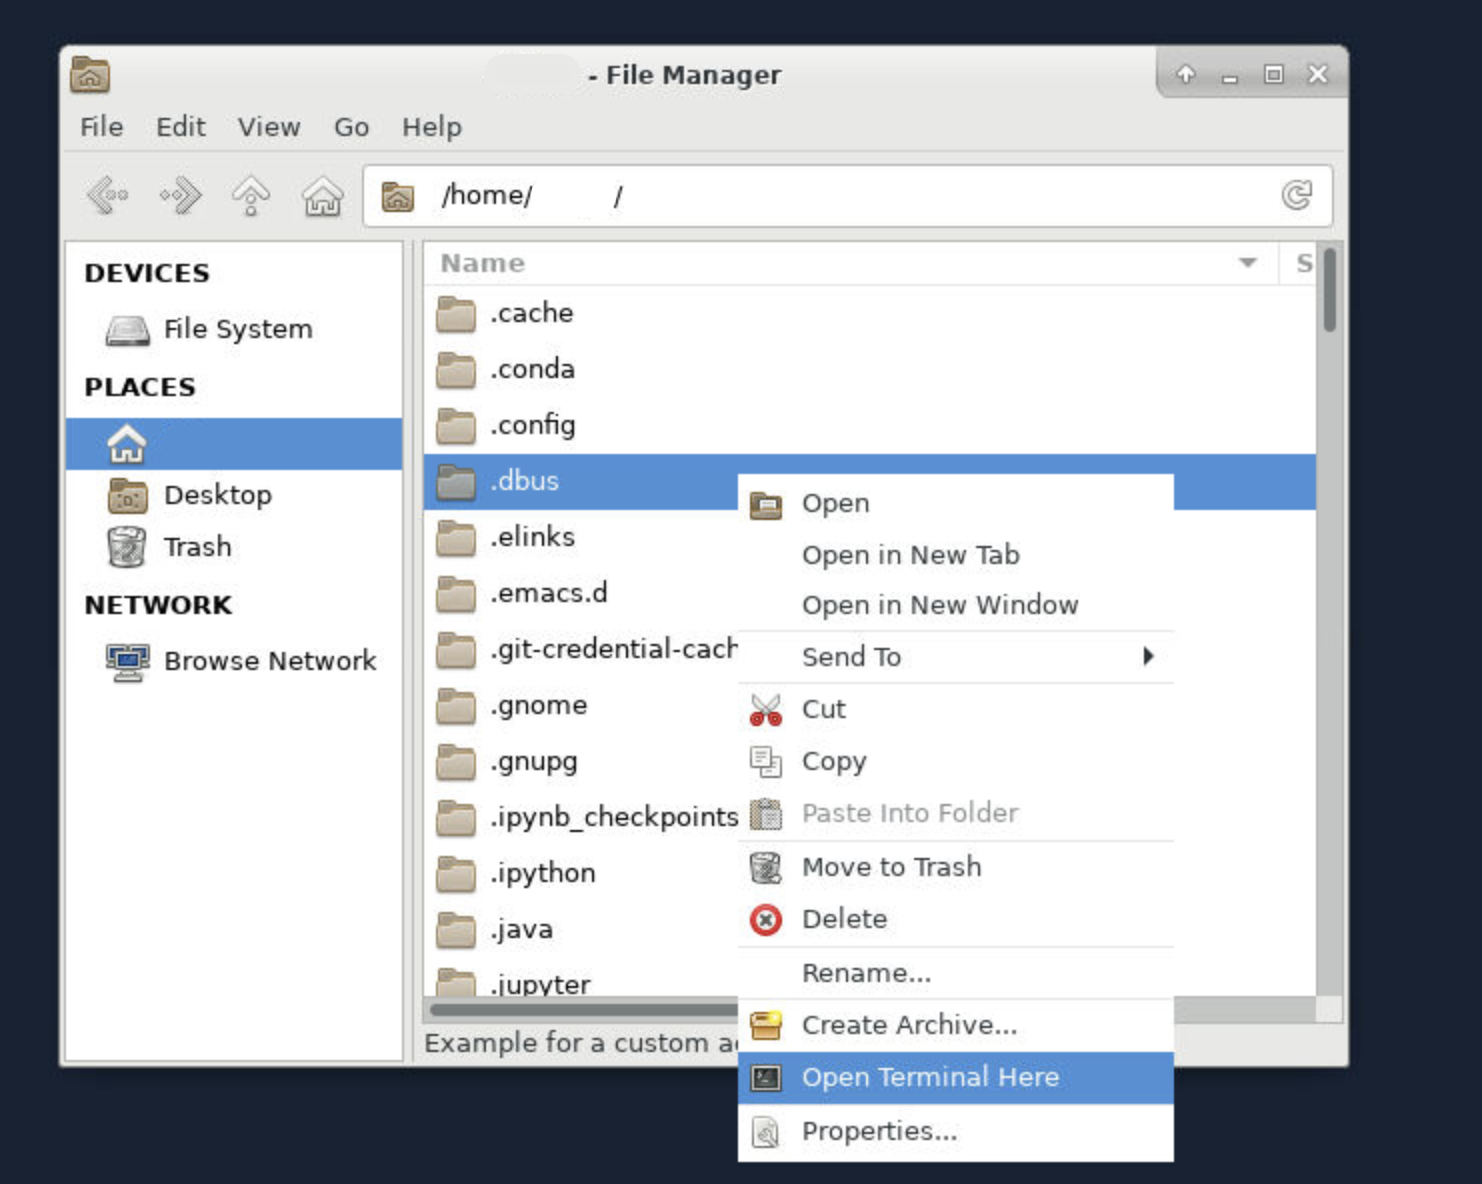 - File Manager
File Edit View Go Help
/home/ /
DEVICES
File System
PLACES
Desktop
Trash
NETWORK
Browse Network
Name S
.cache
.conda
.config
.dbus
.elinks
.emacs.d
.git-credential-cach
.gnome
.gnupg
.ipynb_checkpoints
.ipython
.java
.jupyter
Example for a custom a
Open
Open in New Tab
Open in New Window
Send To
Cut
Copy
Paste Into Folder
Move to Trash
Delete
Rename...
Create Archive...
Open Terminal Here
Properties...